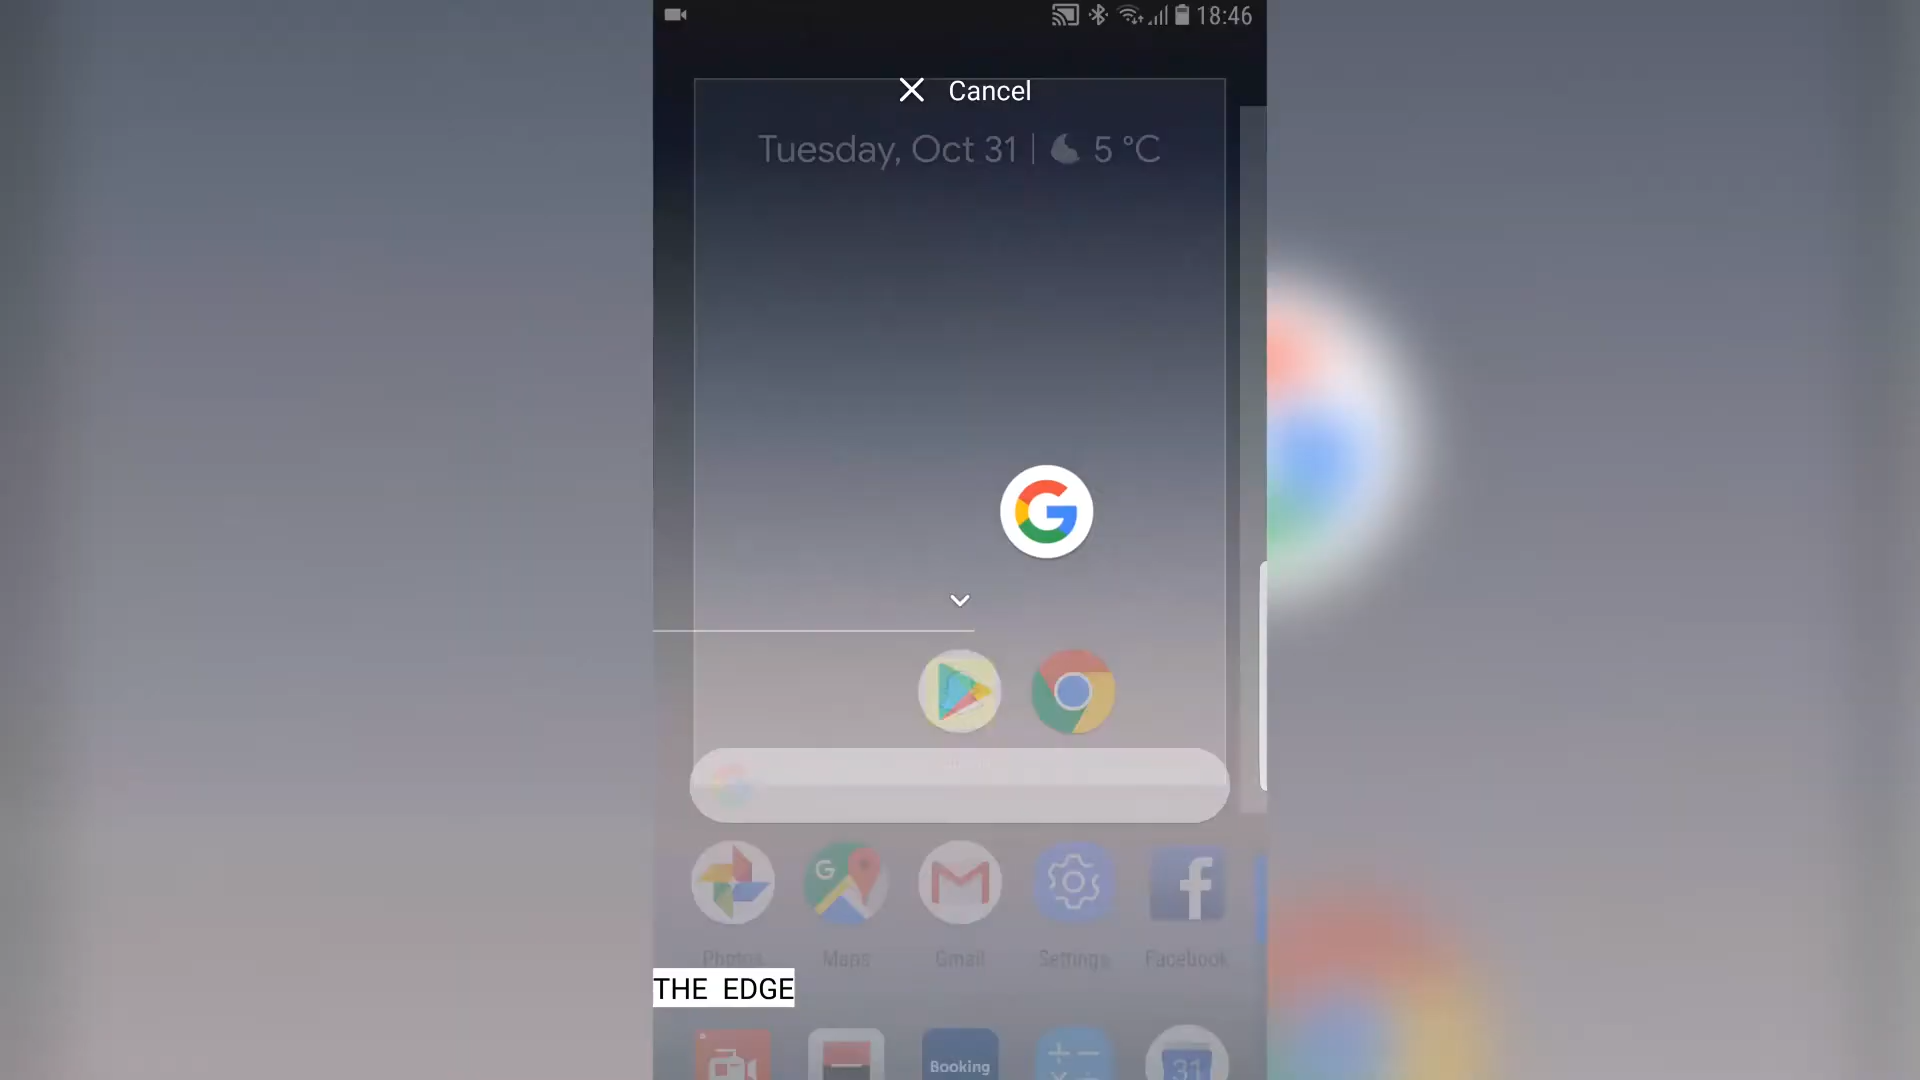 18:46
Cancel
Tuesday, Oct 31 | 5 °C
Photos Maps Gmail Settings Facebook
THE EDGE
Booking
31